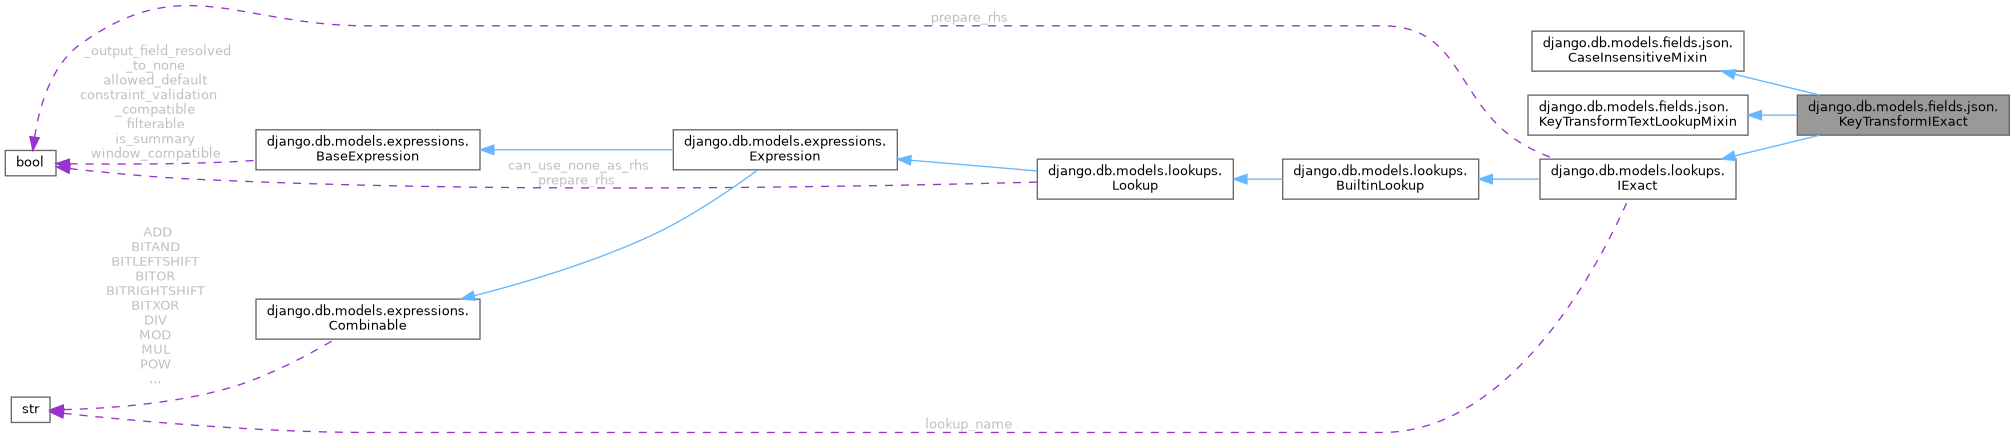 prepare_rhs
_output_field_resolved
_to_none
allowed_default
constraint_validation
_compatible
filterable
is_summary
window_compatible
bool
django.db.models.expressions.
BaseExpression
django.db.models.expressions.
Expression
can_use_none_as_rhs
prepare_rhs
django.db.models.lookups.
Lookup
django.db.models.lookups.
BuiltinLookup
django.db.models.lookups.
IExact
django.db.models.fields.json.
CaseInsensitiveMixin
django.db.models.fields.json.
KeyTransformTextLookupMixin
django.db.models.fields.json.
KeyTransformIExact
ADD
BITAND
BITLEFTSHIFT
BITOR
BITRIGHTSHIFT
BITXOR
DIV
MOD
MUL
POW
...
django.db.models.expressions.
Combinable
str
lookup_name